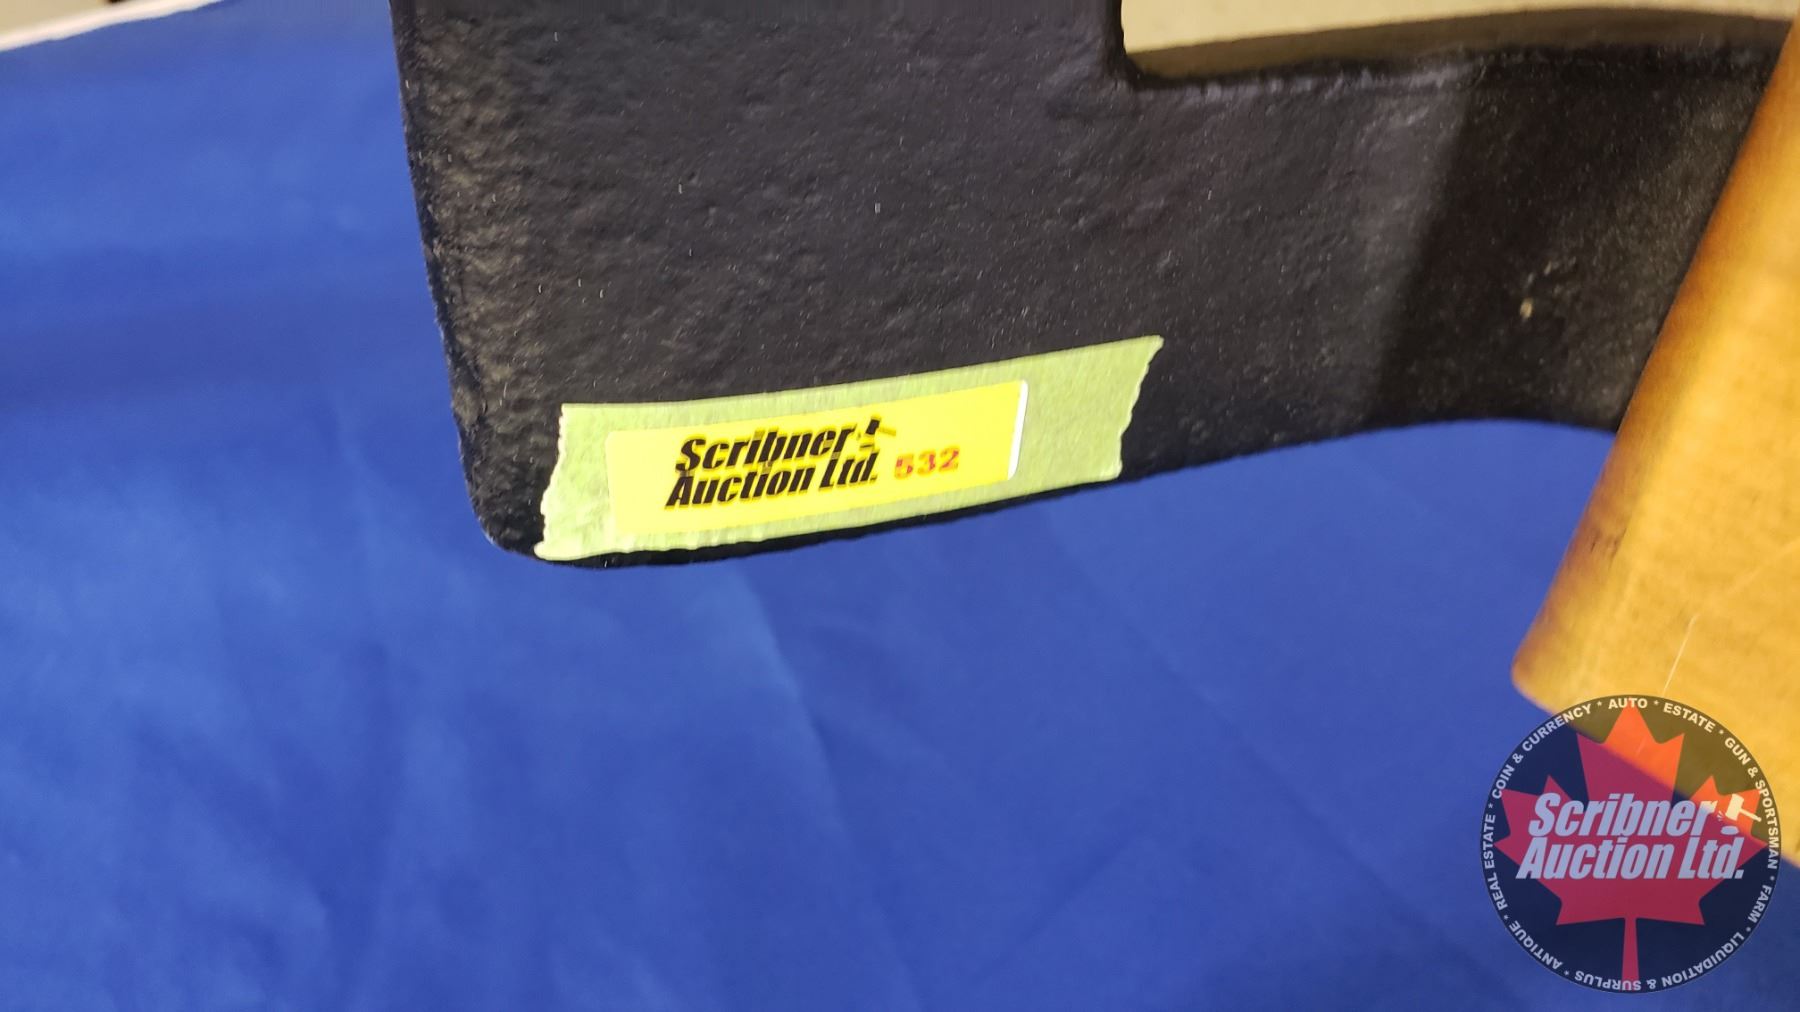 Scribner
Auction Ltd. 532
Scribner
Auction Ltd.
ANTIQUE * REAL ESTATE * COIN & CURRENCY * AUTO * ESTATE * GUN & SPORTSMAN * FARM * LIQUIDATION & SURPLUS *